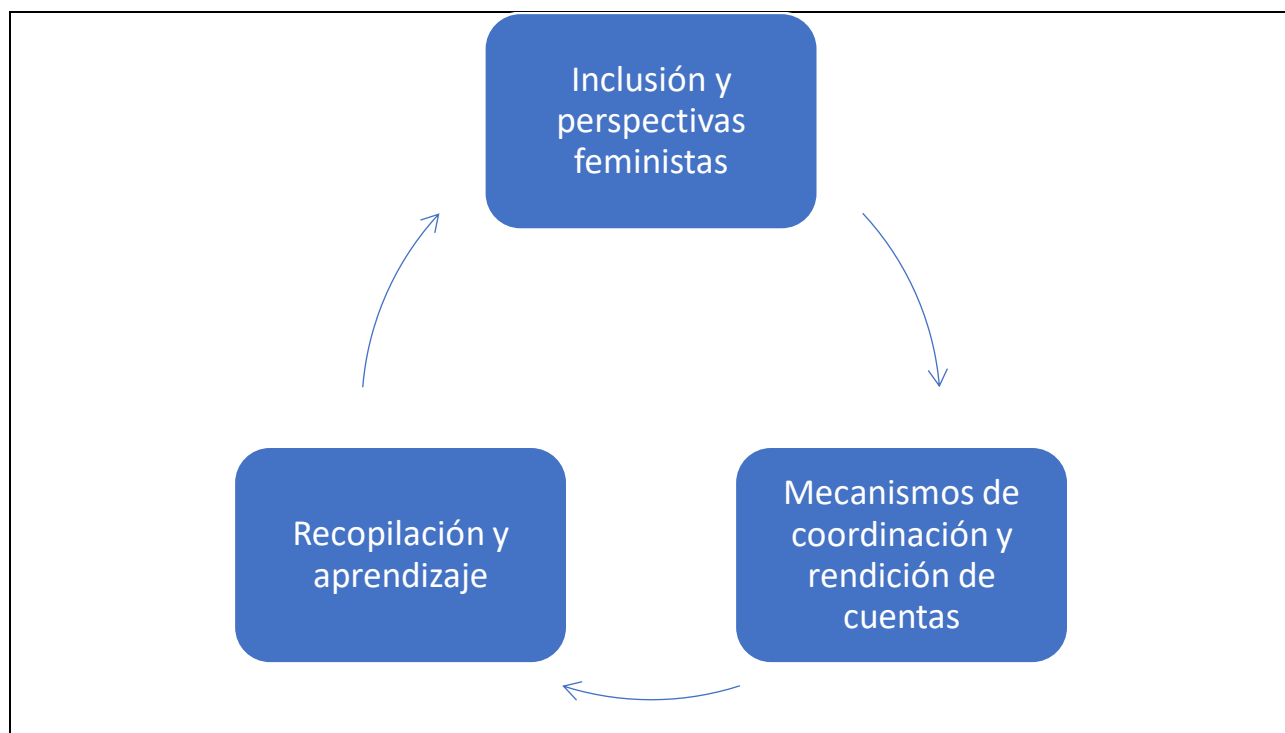 Inclusión y
perspectivas
feministas
Mecanismos de
coordinación y
rendición de
cuentas
Recopilación y
aprendizaje